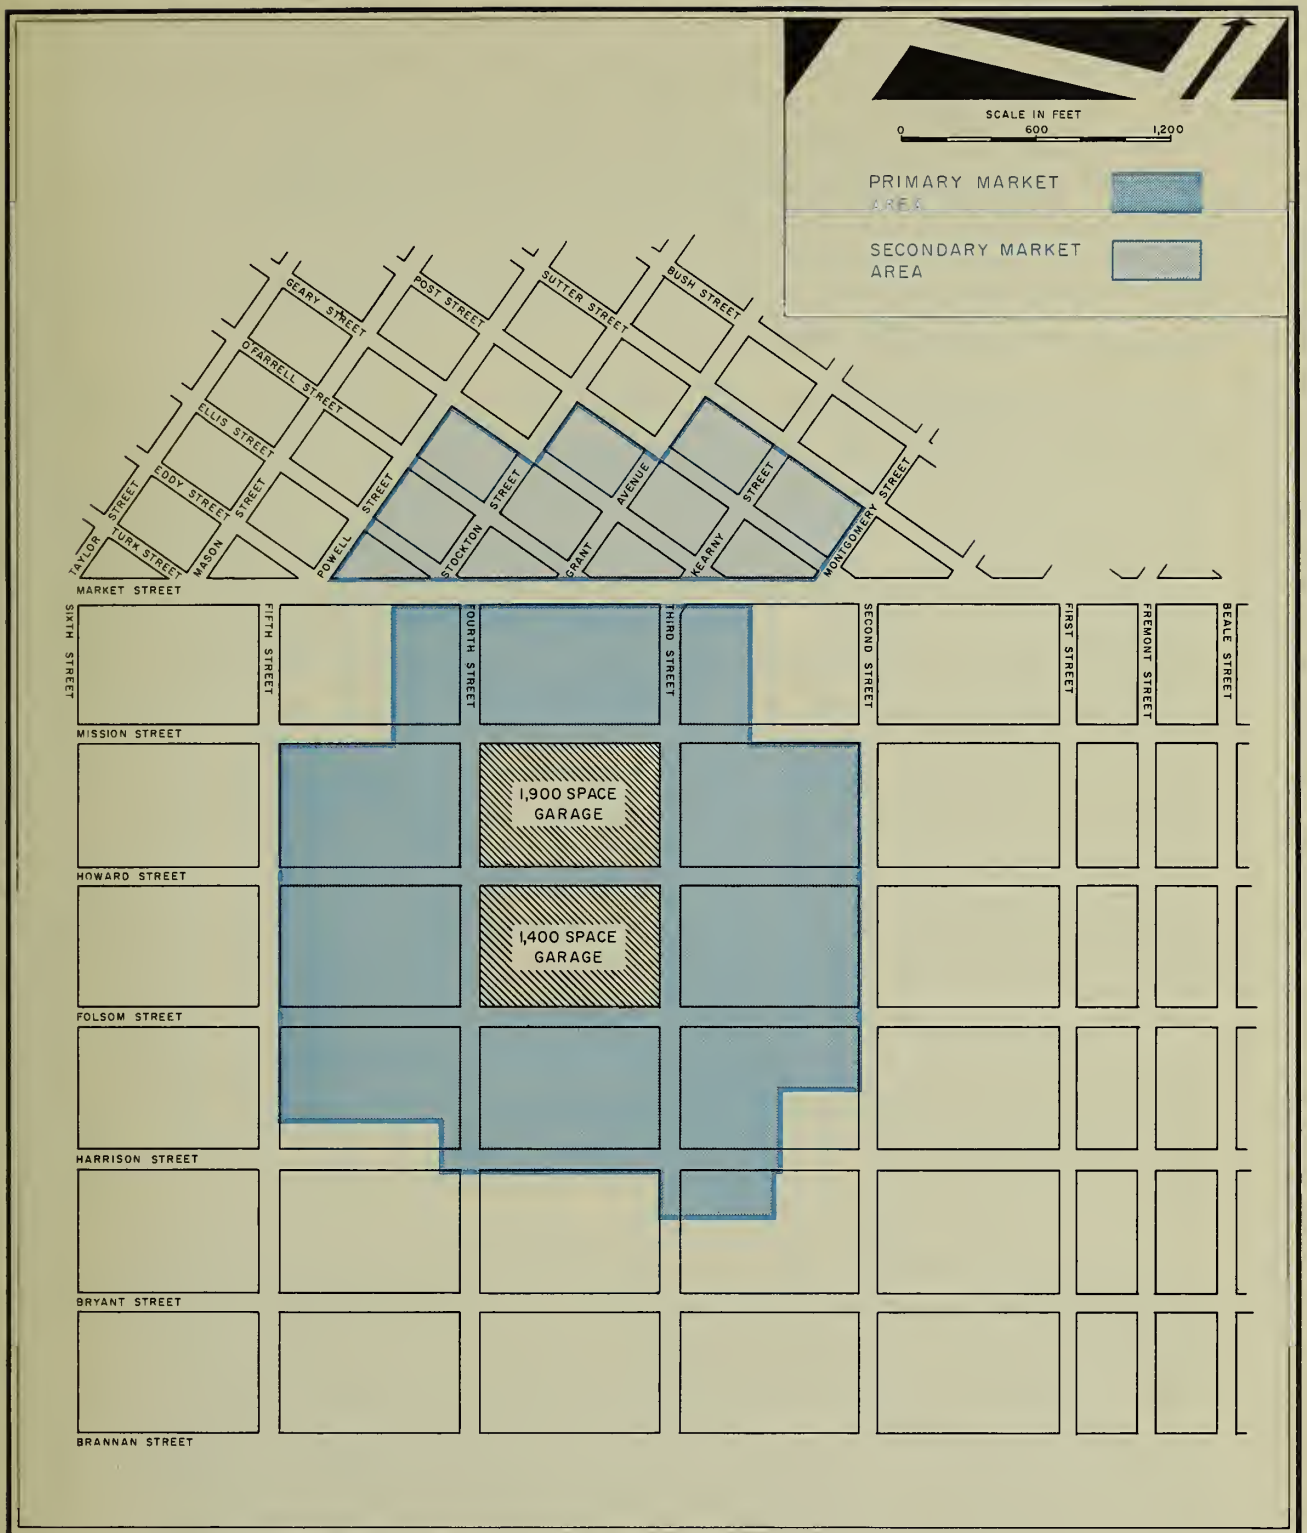 SCALE IN FEET
0 600 1,200
PRIMARY MARKET
AREA
SECONDARY MARKET
AREA
BUSH STREET
SUTTER STREET
POST STREET
GEARY STREET
O'FARRELL STREET
ELLIS STREET
EDDY STREET
TURK STREET
TAYLOR STREET
MASON STREET
POWELL STREET
STOCKTON STREET
GRANT AVENUE
KEARNY STREET
MONTGOMERY STREET
MARKET STREET
SIXTH STREET
FIFTH STREET
FOURTH STREET
THIRD STREET
SECOND STREET
FIRST STREET
FREMONT STREET
BEALE STREET
MISSION STREET
1,900 SPACE
GARAGE
HOWARD STREET
1,400 SPACE
GARAGE
FOLSOM STREET
HARRISON STREET
BRYANT STREET
BRANNAN STREET